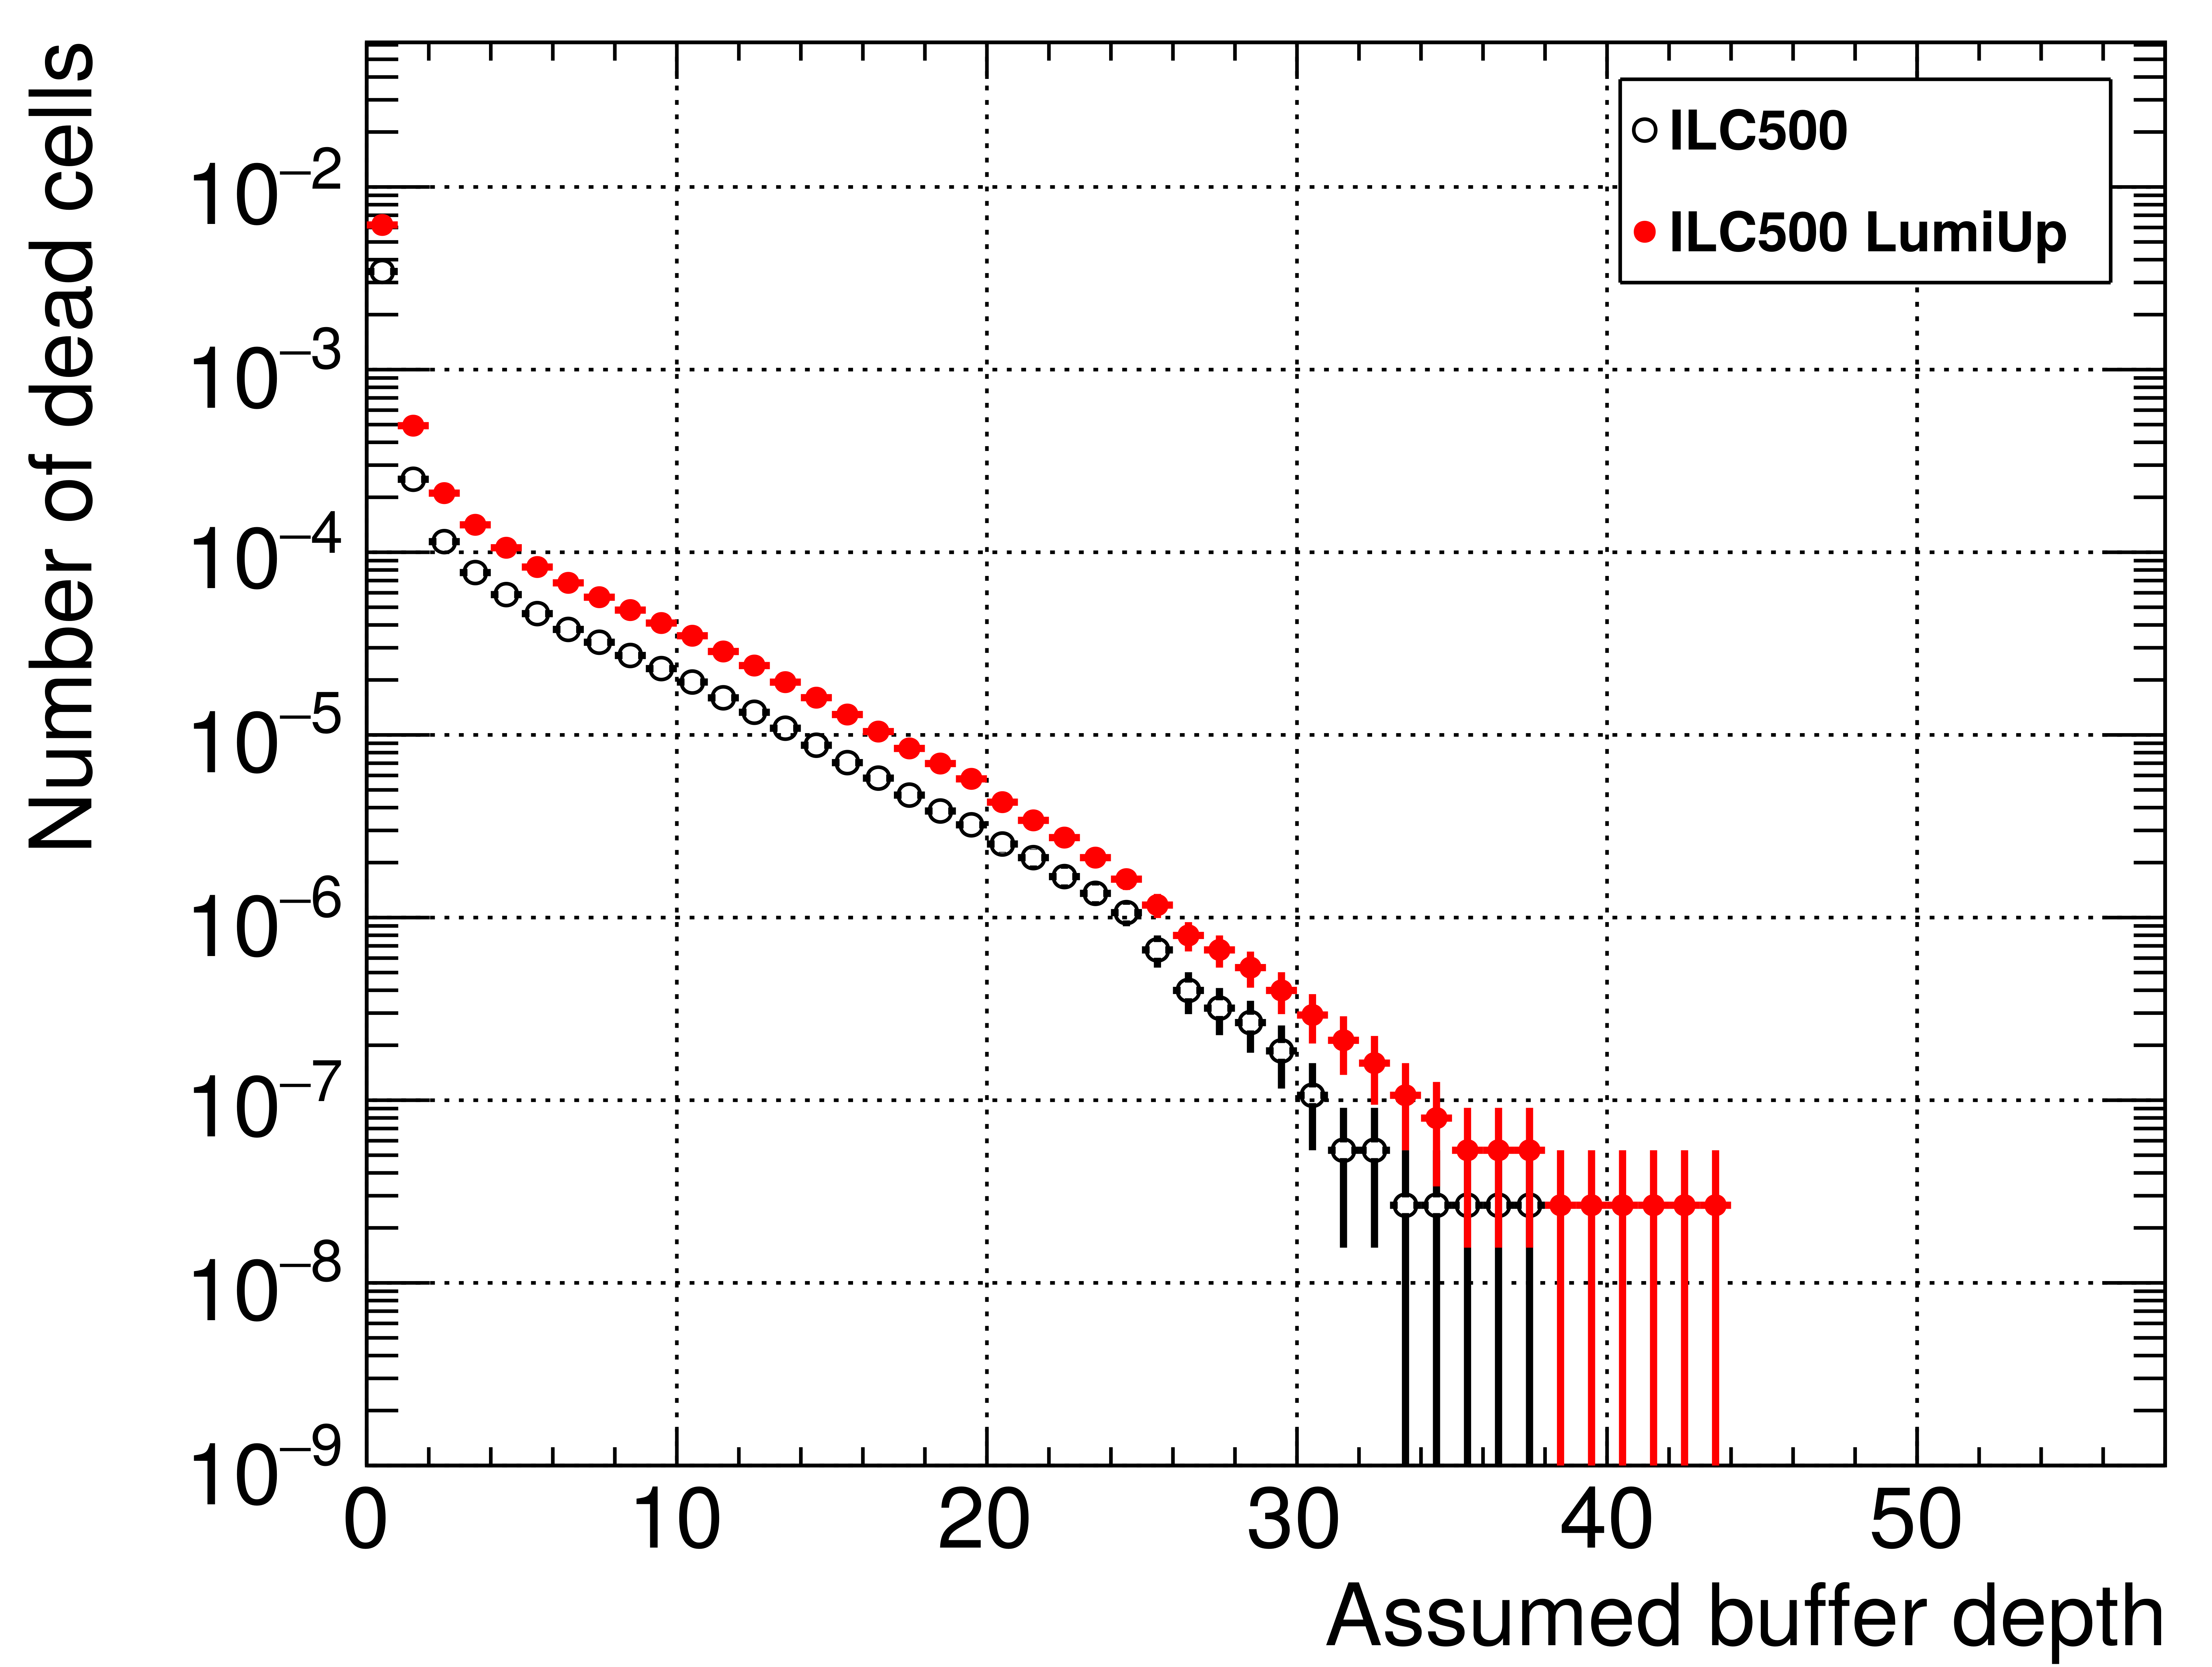 Number of dead cells
10⁻²
10⁻³
10⁻⁴
10⁻⁵
10⁻⁶
10⁻⁷
10⁻⁸
10⁻⁹
ILC500
ILC500 LumiUp
0 10 20 30 40 50
Assumed buffer depth